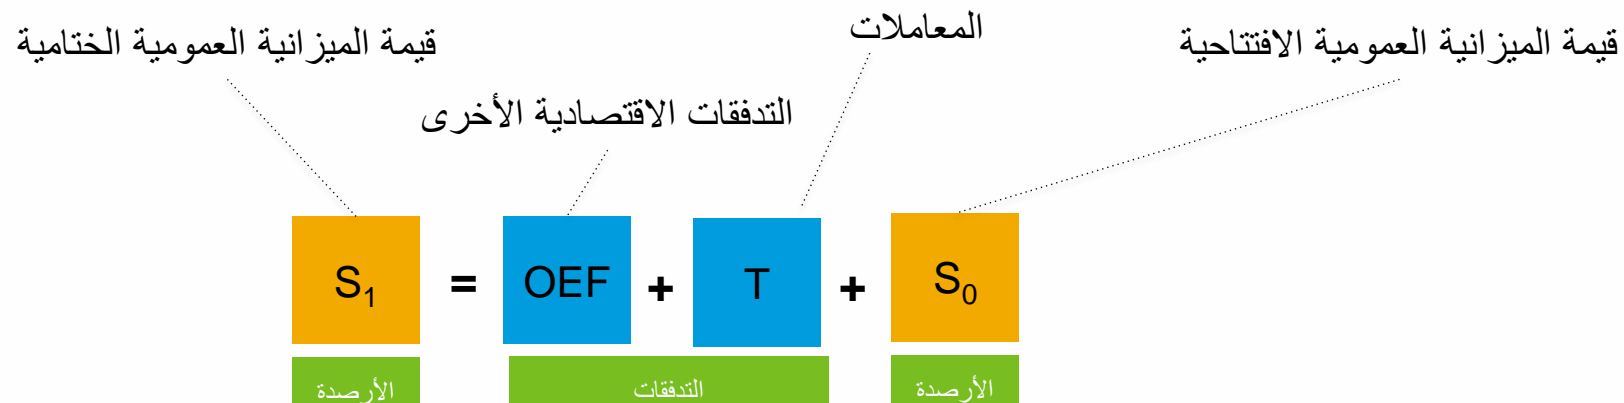 المعاملات
قيمة الميزانية العمومية الافتتاحية
قيمة الميزانية العمومية الختامية
التدفقات الاقتصادية الأخرى
S₁ = OEF + T + S₀
الأرصدة
التدفقات
الأرصدة